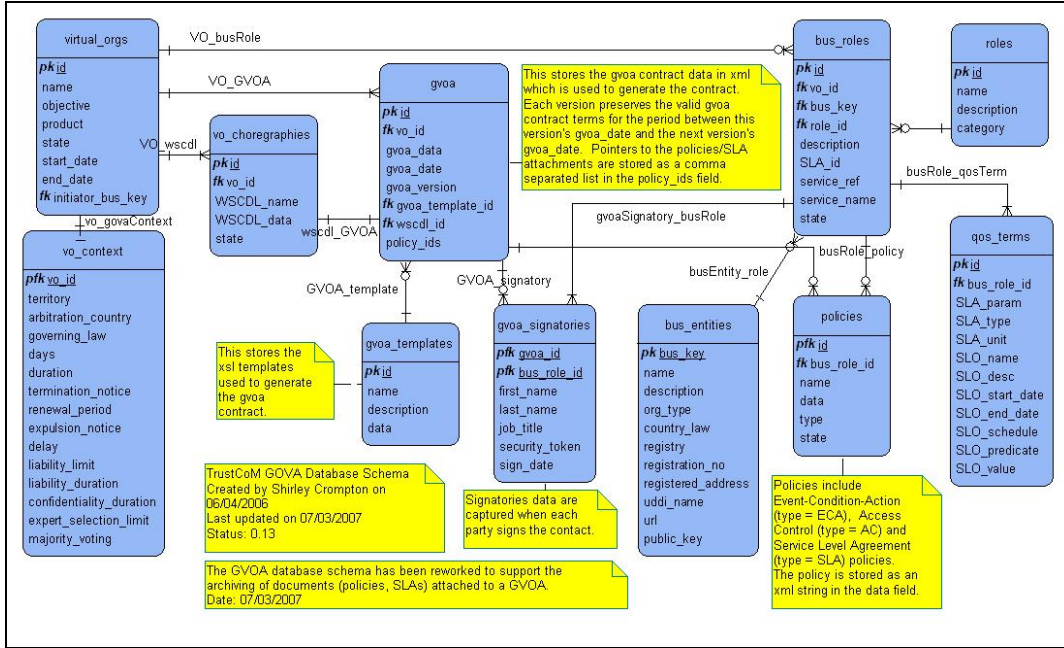 virtual_orgs
pk id
name
objective
product
state
start_date
end_date
fk initiator_bus_key
VO_busRole
VO_GVOA
VO_wscdl
vo_govaContext
vo_choregraphies
pk id
fk vo_id
WSCDL_name
WSCDL_data
state
wscdl_GVOA
gvoa
pk id
fk vo_id
gvoa_data
gvoa_date
gvoa_version
fk gvoa_template_id
fk wscdl_id
policy_ids
This stores the gvoa contract data in xml
which is used to generate the contract.
Each version preserves the valid gvoa
contract terms for the period between this
version's gvoa_date and the next version's
gvoa_date. Pointers to the policies/SLA
attachments are stored as a comma
separated list in the policy_ids field.
bus_roles
pk id
fk vo_id
fk bus_key
fk role_id
description
SLA_id
service_ref
service_name
state
roles
pk id
name
description
category
busRole_qosTerm
gvoaSignatory_busRole
busEntity_role
busRole_policy
GVOA_template
GVOA_signatory
vo_context
pfk vo_id
territory
arbitration_country
governing_law
days
duration
termination_notice
renewal_period
expulsion_notice
delay
liability_limit
liability_duration
confidentiality_duration
expert_selection_limit
majority_voting
This stores the
xsl templates
used to generate
the gvoa
contract.
gvoa_templates
pk id
name
description
data
gvoa_signatories
pfk gvoa_id
pfk bus_role_id
first_name
last_name
job_title
security_token
sign_date
bus_entities
pk bus_key
name
description
org_type
country_law
registry
registration_no
registered_address
uddi_name
url
public_key
policies
pfk id
fk bus_role_id
name
data
type
state
qos_terms
pk id
fk bus_role_id
SLA_param
SLA_type
SLA_unit
SLO_name
SLO_desc
SLO_start_date
SLO_end_date
SLO_schedule
SLO_predicate
SLO_value
TrustCoM GOVA Database Schema
Created by Shirley Crompton on
06/04/2006
Last updated on 07/03/2007
Status: 0.13
Signatories data are
captured when each
party signs the contact.
Policies include
Event-Condition-Action
(type = ECA), Access
Control (type = AC) and
Service Level Agreement
(type = SLA) policies.
The policy is stored as an
xml string in the data field.
The GVOA database schema has been reworked to support the
archiving of documents (policies, SLAs) attached to a GVOA.
Date: 07/03/2007